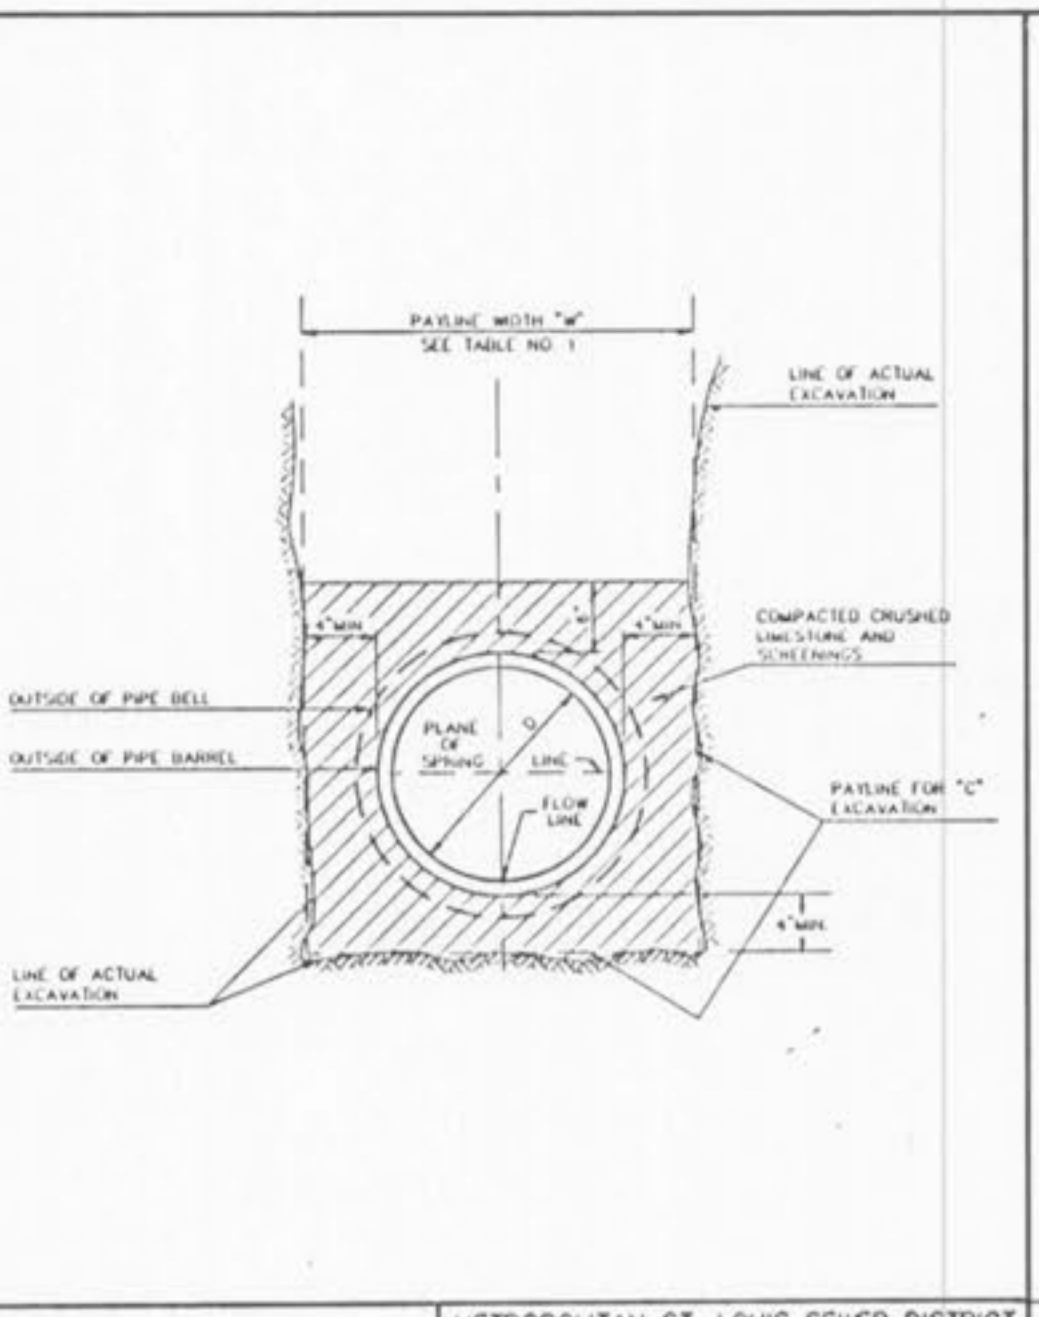 PAYLINE WIDTH "W"
SEE TABLE NO. 1
LINE OF ACTUAL
EXCAVATION
4" MIN
6"
4" MIN
COMPACTED CRUSHED
LIMESTONE AND
SCREENINGS
OUTSIDE OF PIPE BELL
OUTSIDE OF PIPE BARREL
PLANE
OF
SPRING LINE
D
FLOW
LINE
PAYLINE FOR "C"
EXCAVATION
4" MIN.
LINE OF ACTUAL
EXCAVATION
METROPOLITAN ST. LOUIS SEWER DISTRICT